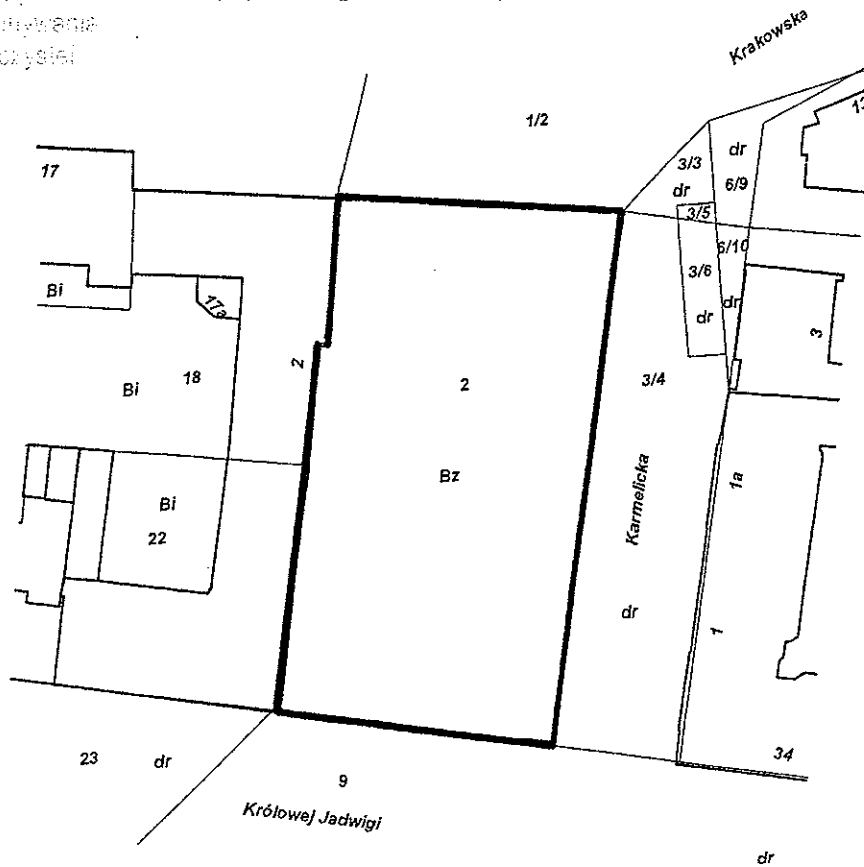 Krakowska
1/2
13
17
3/3
dr
dr
6/9
3/5
6/10
Bi
17a
3/6
dr
dr
3
18
Bi
2
2
3/4
Bz
Karmelicka
1a
Bi
22
dr
1
34
23
dr
9
Królowej Jadwigi
dr